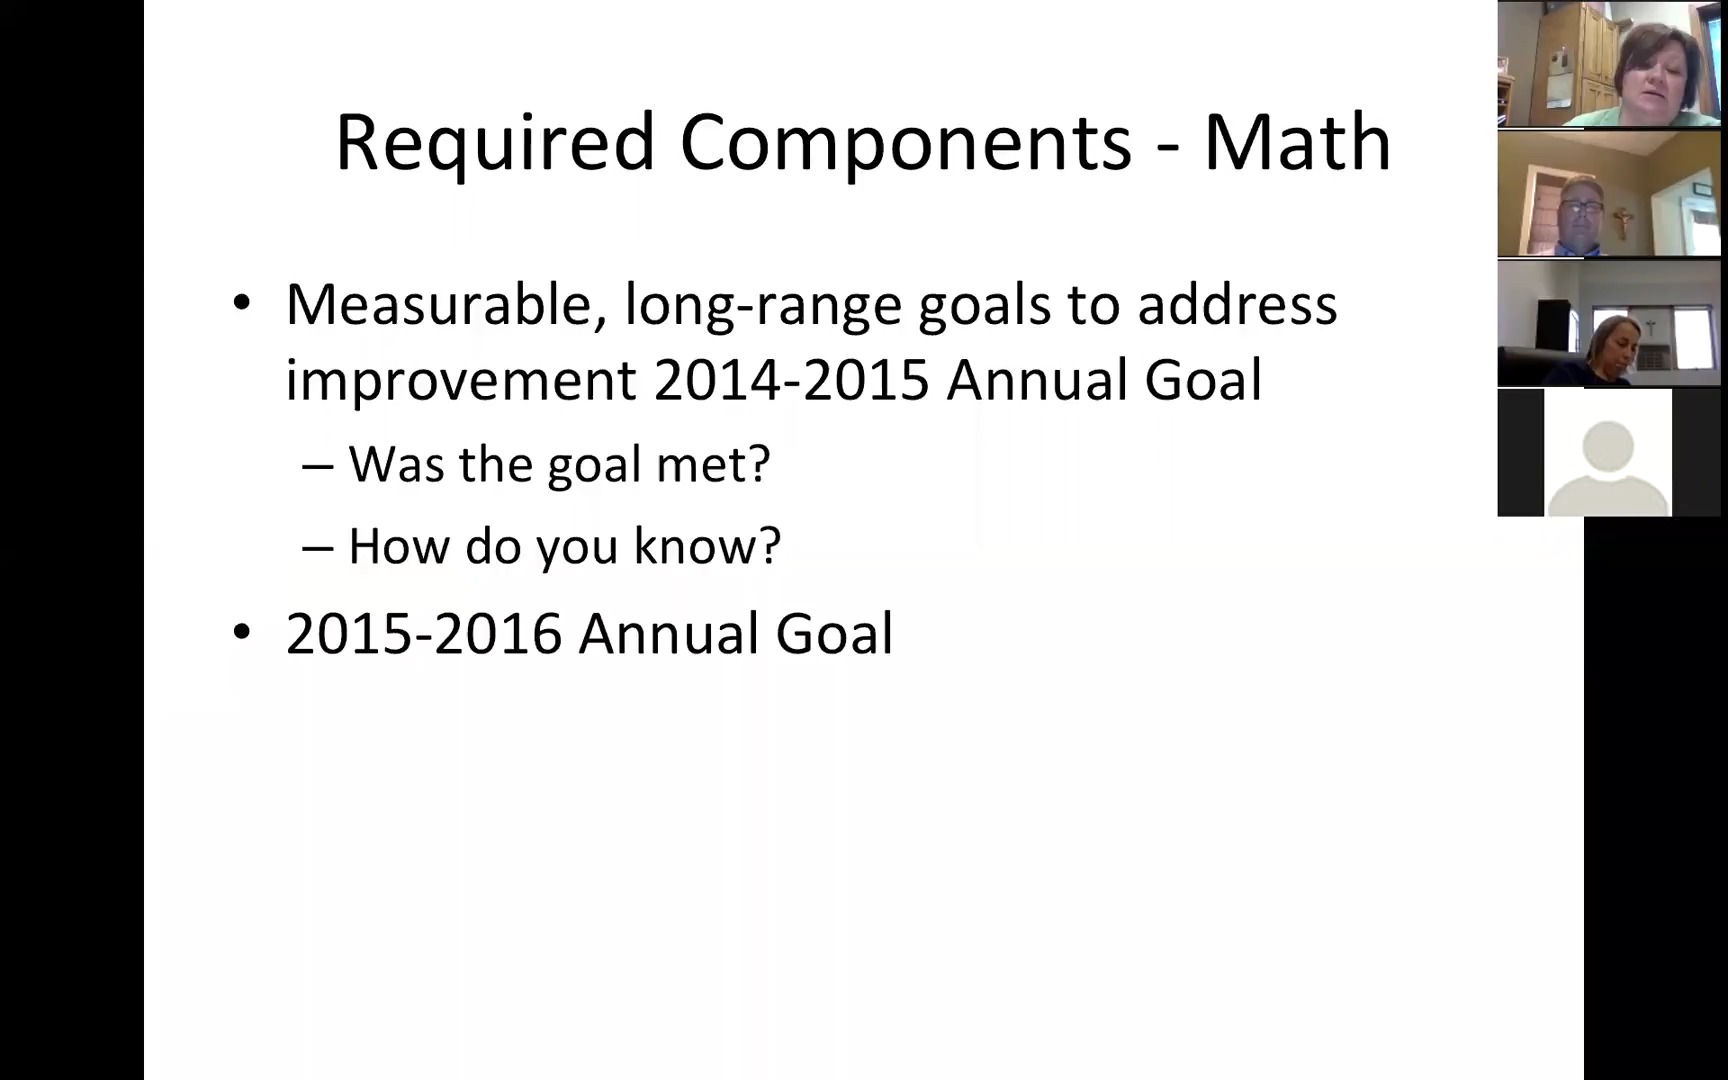 Required Components - Math
• Measurable, long-range goals to address
improvement 2014-2015 Annual Goal
– Was the goal met?
– How do you know?
• 2015-2016 Annual Goal